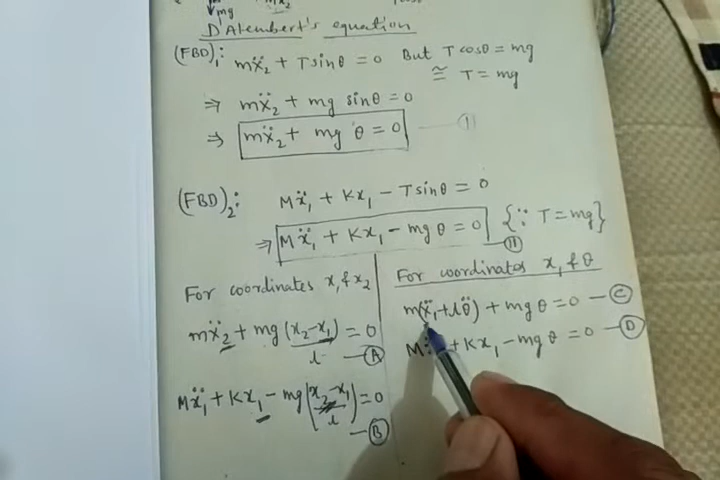 mg
D'Alembert's equation
(FBD)₁: mẍ₂ + T sinθ = 0 But T cosθ = mg
≅ T = mg
⇒ mẍ₂ + mg sinθ = 0
⇒ mẍ₂ + mg θ = 0 — (I)
(FBD)₂: Mẍ₁ + Kx₁ - T sinθ = 0
⇒ Mẍ₁ + Kx₁ - mg θ = 0 {∵ T = mg}
— (II)
For coordinates x₁ & x₂
mẍ₂ + mg (x₂-x₁)/l = 0
— (A)
Mẍ₁ + Kx₁ - mg [(x₂-x₁)/l] = 0
— (B)
For coordinates x₁ & θ
m(ẍ₁+lθ̈) + mg θ = 0 — (C)
Mẍ + Kx₁ - mg θ = 0 — (D)